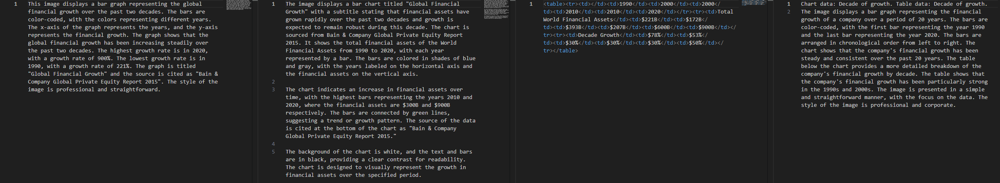 1 This image displays a bar graph representing the global
financial growth over the past two decades. The bars are
color-coded, with the colors representing different years.
The x-axis of the graph represents the years, and the y-axis
represents the financial growth. The graph shows that the
global financial growth has been increasing steadily over
the past two decades. The highest growth rate is in 2020,
with a growth rate of 900%. The lowest growth rate is in
1990, with a growth rate of 221%. The graph is titled
"Global Financial Growth" and the source is cited as "Bain &
Company Global Private Equity Report 2015". The style of the
image is professional and straightforward.
1 The image displays a bar chart titled "Global Financial
Growth" with a subtitle stating that financial assets have
grown rapidly over the past two decades and growth is
expected to remain robust during this decade. The chart is
sourced from Bain & Company Global Private Equity Report
2015. It shows the total financial assets of the World
Financial Assets from 1990 to 2020, with each year
represented by a bar. The bars are colored in shades of blue
and gray, with the years labeled on the horizontal axis and
the financial assets on the vertical axis.
2
3 The chart indicates an increase in financial assets over
time, with the highest bars representing the years 2010 and
2020, where the financial assets are $300B and $900B
respectively. The bars are connected by green lines,
suggesting a trend or growth pattern. The source of the data
is cited at the bottom of the chart as "Bain & Company
Global Private Equity Report 2015."
4
5 The background of the chart is white, and the text and bars
are in black, providing a clear contrast for readability.
The chart is designed to visually represent the growth in
financial assets over the specified period.
1 <table><tr><td></td><td>1990</td><td>2000</td><td>2000</
td><td>2010</td><td>2010</td><td>2020</td></tr><tr><td>Total
World Financial Assets</td><td>$221B</td><td>$172B</
td><td>$393B</td><td>$207B</td><td>$600B</td><td>$900B</td></
tr><tr><td>Decade Growth</td><td>$78%</td><td>$53%</
td><td>$30%</td><td>$30%</td><td>$30%</td><td>$50%</td></
tr></table>
1 Chart data: Decade of growth. Table data: Decade of growth.
2 The image displays a bar graph representing the financial
growth of a company over a period of 20 years. The bars are
color-coded, with the first bar representing the year 1990
and the last bar representing the year 2020. The bars are
arranged in chronological order from left to right. The
chart shows that the company's financial growth has been
steady and consistent over the past 20 years. The table
below the chart provides a more detailed breakdown of the
company's financial growth by decade. The table shows that
the company's financial growth has been particularly strong
in the 1990s and 2000s. The image is presented in a simple
and straightforward manner, with the focus on the data. The
style of the image is professional and corporate.